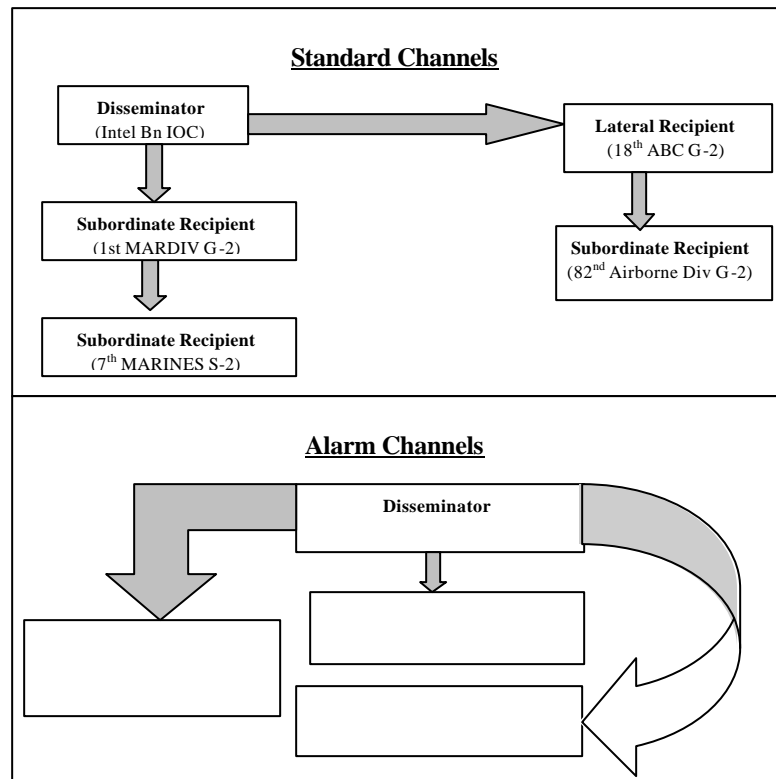 Standard Channels
Disseminator
(Intel Bn IOC)
Lateral Recipient
(18th ABC G-2)
Subordinate Recipient
(1st MARDIV G-2)
Subordinate Recipient
(82nd Airborne Div G-2)
Subordinate Recipient
(7th MARINES S-2)
Alarm Channels
Disseminator